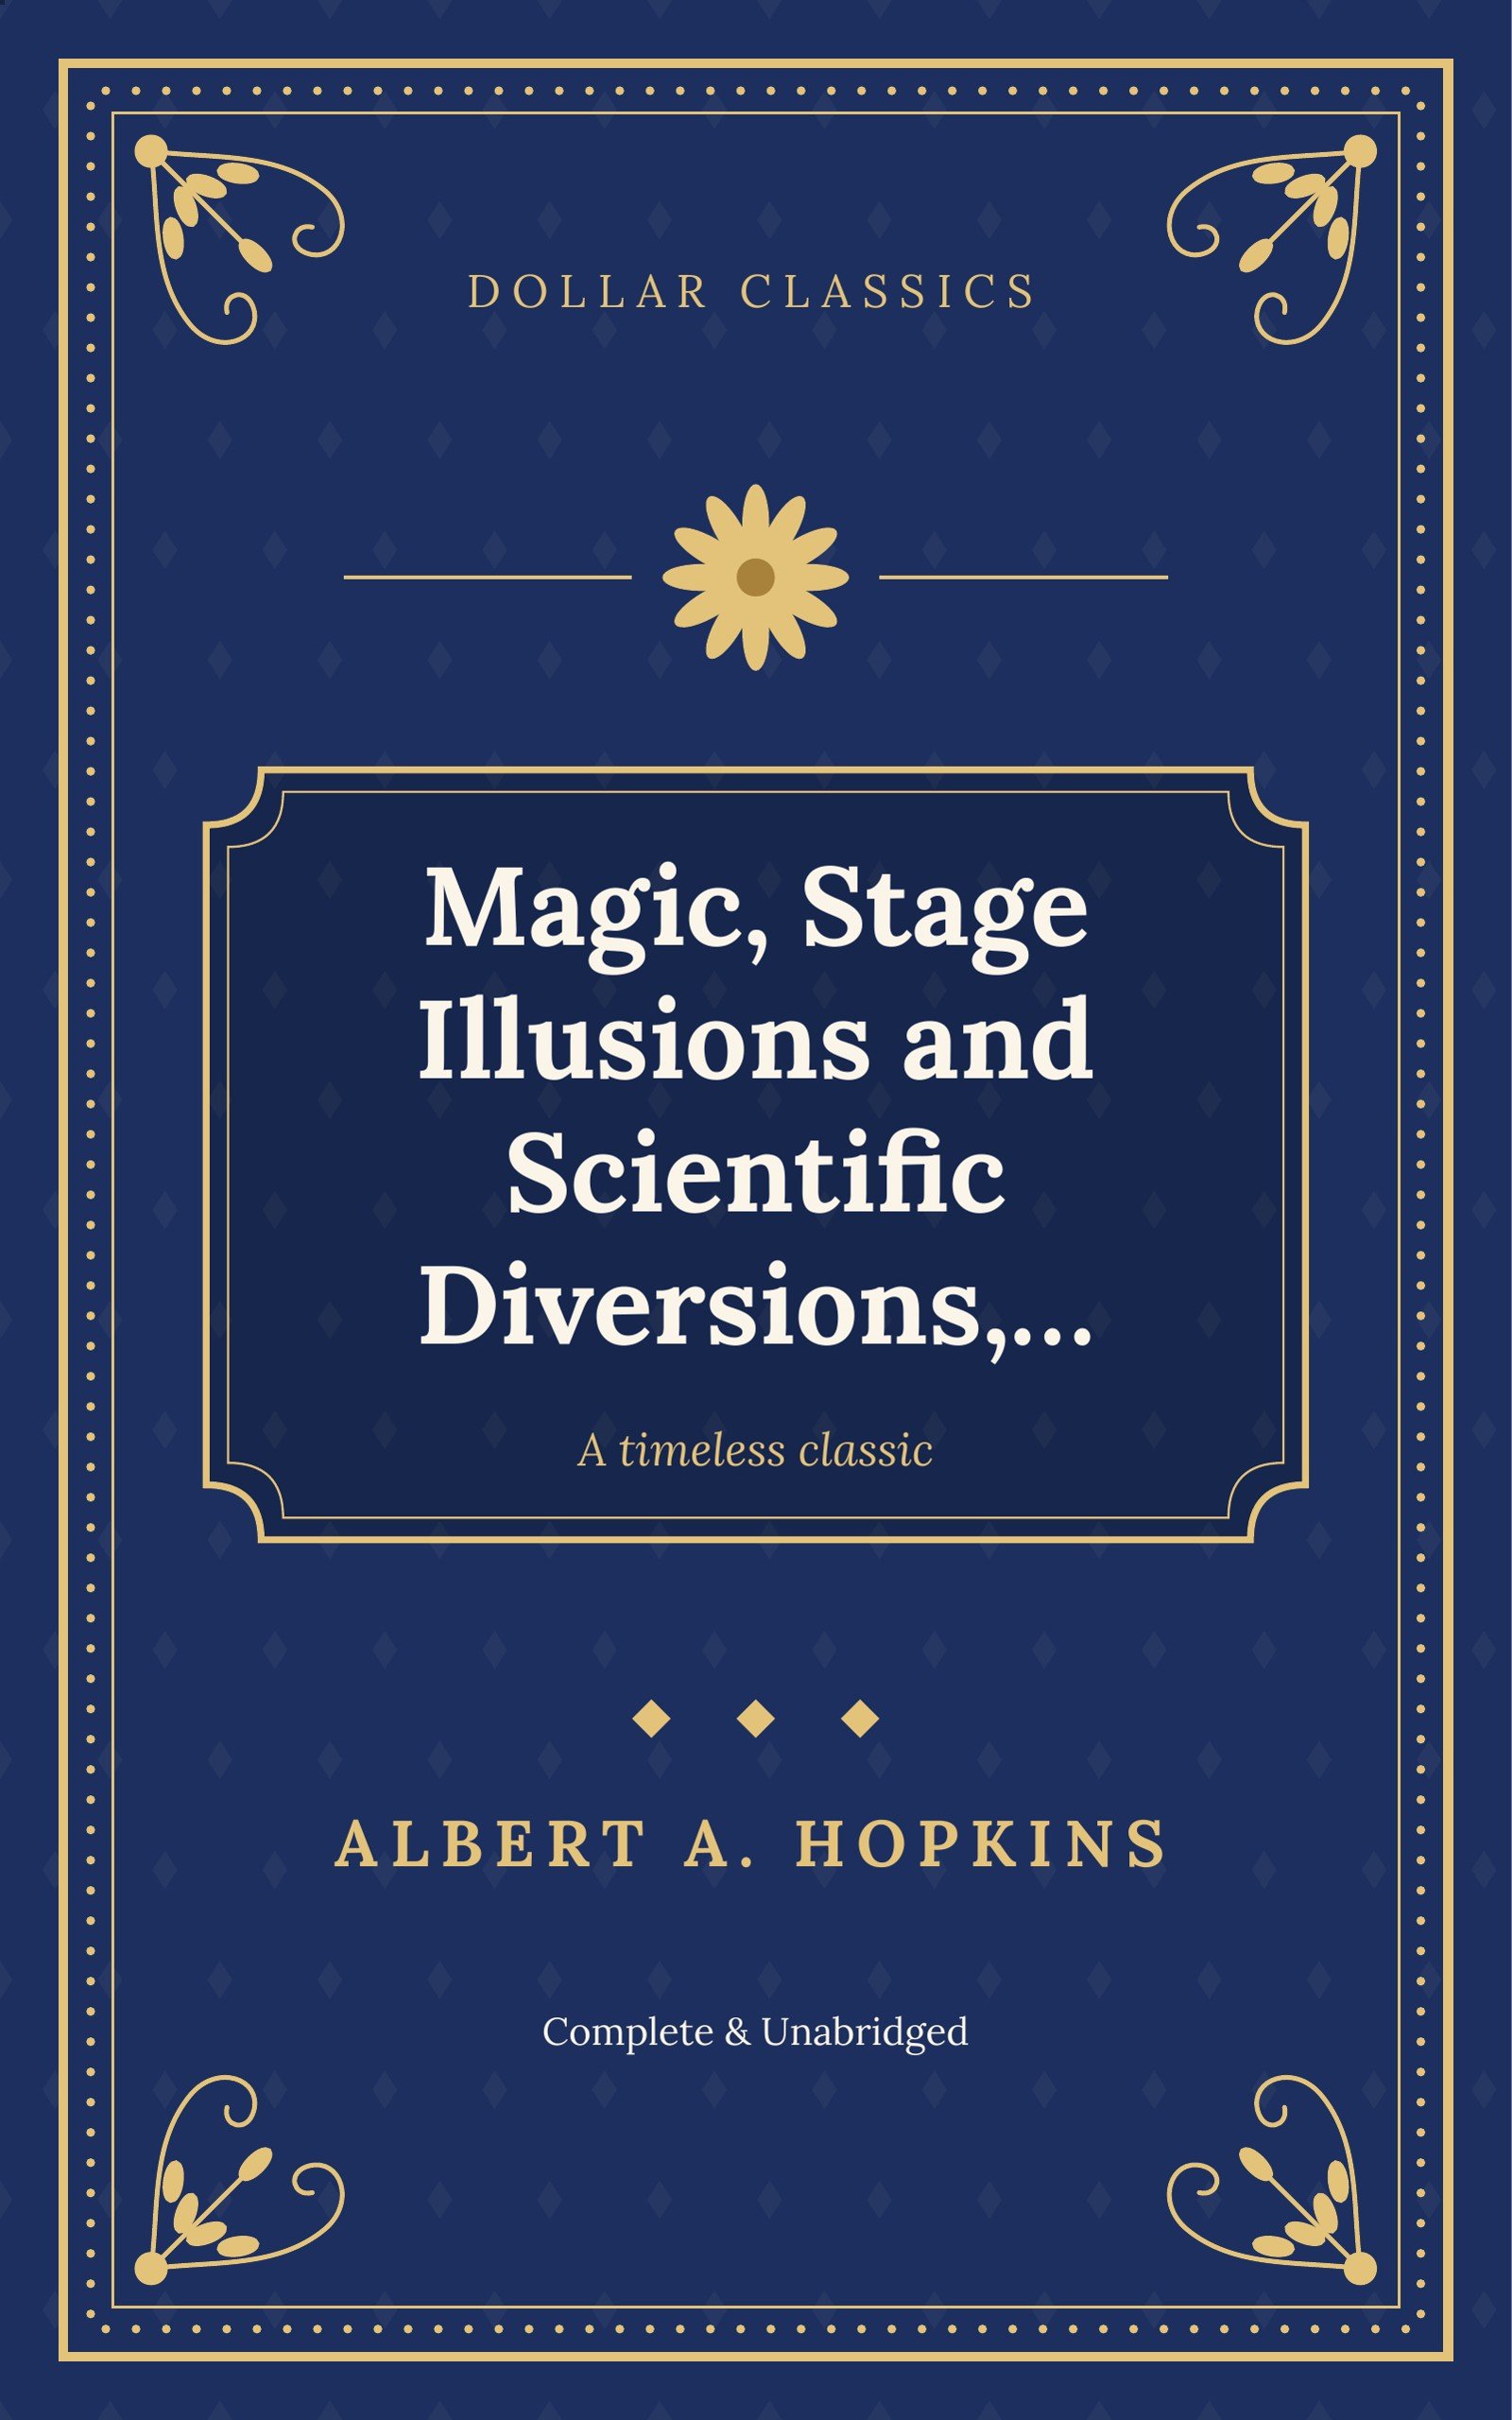 DOLLAR CLASSICS
Magic, Stage
Illusions and
Scientific
Diversions,...
A timeless classic
ALBERT A. HOPKINS
Complete & Unabridged